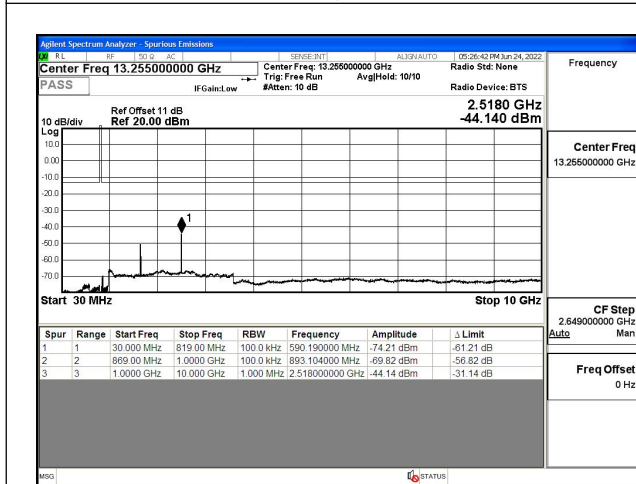 Agilent Spectrum Analyzer - Spurious Emissions
LXI RL RF 50 Ω AC SENSE:INT ALIGN AUTO 05:26:42 PM Jun 24, 2022
Center Freq 13.255000000 GHz
Center Freq: 13.255000000 GHz
Radio Std: None
Trig: Free Run Avg|Hold: 10/10
PASS
IFGain:Low
#Atten: 10 dB
Radio Device: BTS
Frequency
Ref Offset 11 dB
2.5180 GHz
10 dB/div Ref 20.00 dBm
-44.140 dBm
Log
10.0
0.00
-10.0
-20.0
-30.0
-40.0
-50.0
-60.0
-70.0
1
Start 30 MHz Stop 10 GHz
Center Freq
13.255000000 GHz
Spur Range Start Freq Stop Freq RBW Frequency Amplitude Δ Limit
1 1 30.000 MHz 819.00 MHz 100.0 kHz 590.190000 MHz -74.21 dBm -61.21 dB
2 2 869.00 MHz 1.0000 GHz 100.0 kHz 893.104000 MHz -69.82 dBm -56.82 dB
3 3 1.0000 GHz 10.000 GHz 1.000 MHz 2.518000000 GHz -44.14 dBm -31.14 dB
CF Step
2.649000000 GHz
Auto Man
Freq Offset
0 Hz
MSG STATUS